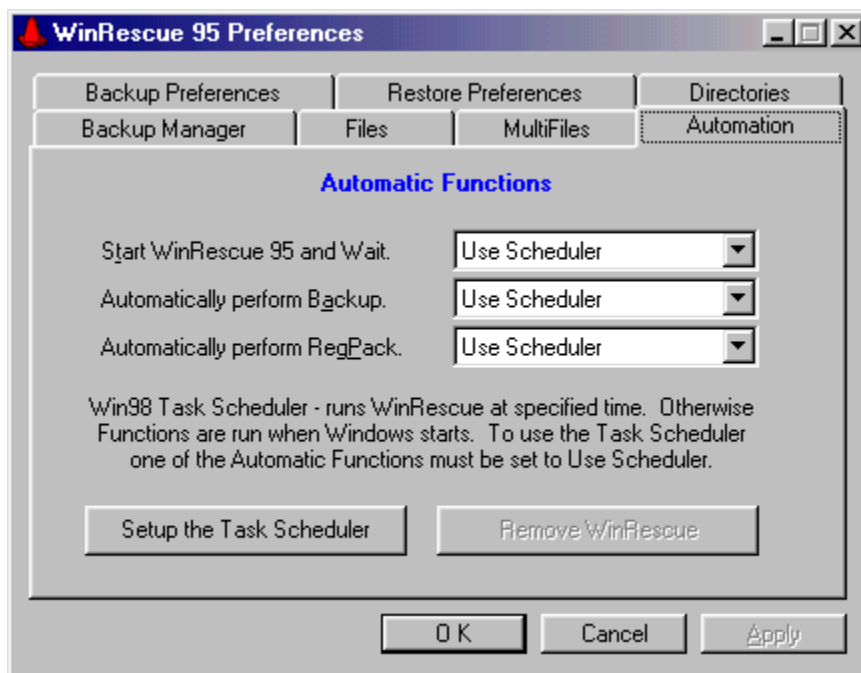 WinRescue 95 Preferences
Backup Preferences Restore Preferences Directories
Backup Manager Files MultiFiles Automation
Automatic Functions
Start WinRescue 95 and Wait. Use Scheduler
Automatically perform Backup. Use Scheduler
Automatically perform RegPack. Use Scheduler
Win98 Task Scheduler - runs WinRescue at specified time. Otherwise
Functions are run when Windows starts. To use the Task Scheduler
one of the Automatic Functions must be set to Use Scheduler.
Setup the Task Scheduler Remove WinRescue
O K Cancel Apply